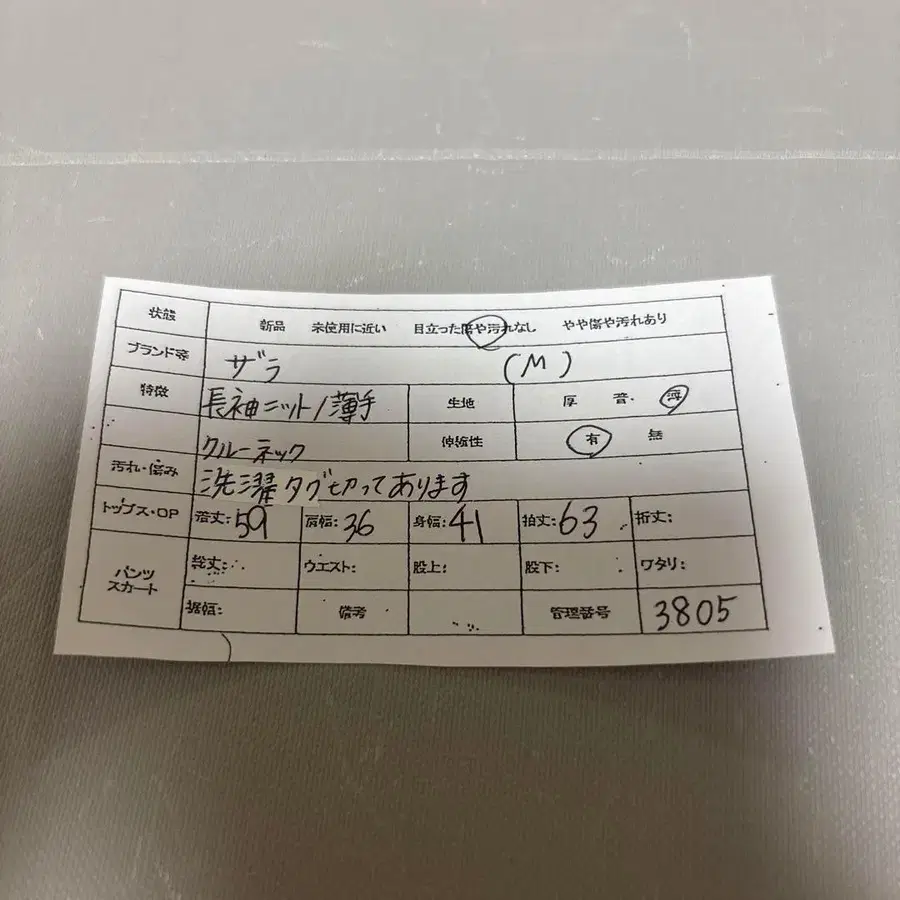 状態 新品 未使用に近い 目立った傷や汚れなし やや傷や汚れあり
ブランド等 ザラ (M)
特徴 長袖ニット/薄手 生地 厚 普 薄
クルーネック 伸縮性 有 無
汚れ・傷み 洗濯タグ切ってあります
トップス・OP 着丈:59 肩幅:36 身幅:41 袖丈:63 裄丈:
パンツ スカート 総丈: ウエスト: 股上: 股下: ワタリ:
裾幅: 備考 管理番号 3805